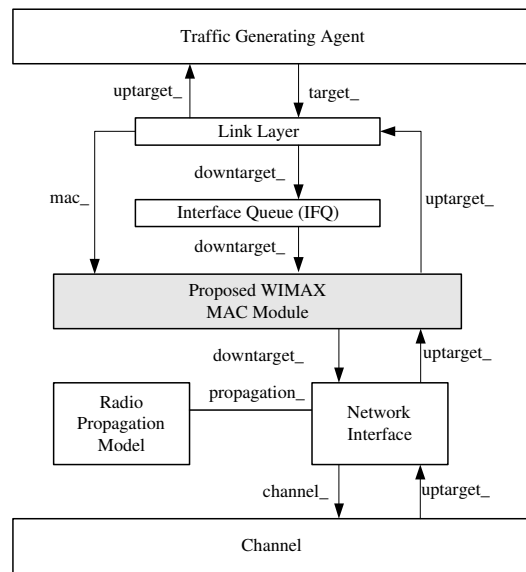 Traffic Generating Agent
uptarget_
target_
Link Layer
downtarget_
mac_
uptarget_
Interface Queue (IFQ)
downtarget_
Proposed WIMAX
MAC Module
downtarget_
uptarget_
propagation_
Radio
Propagation
Model
Network
Interface
channel_
uptarget_
Channel